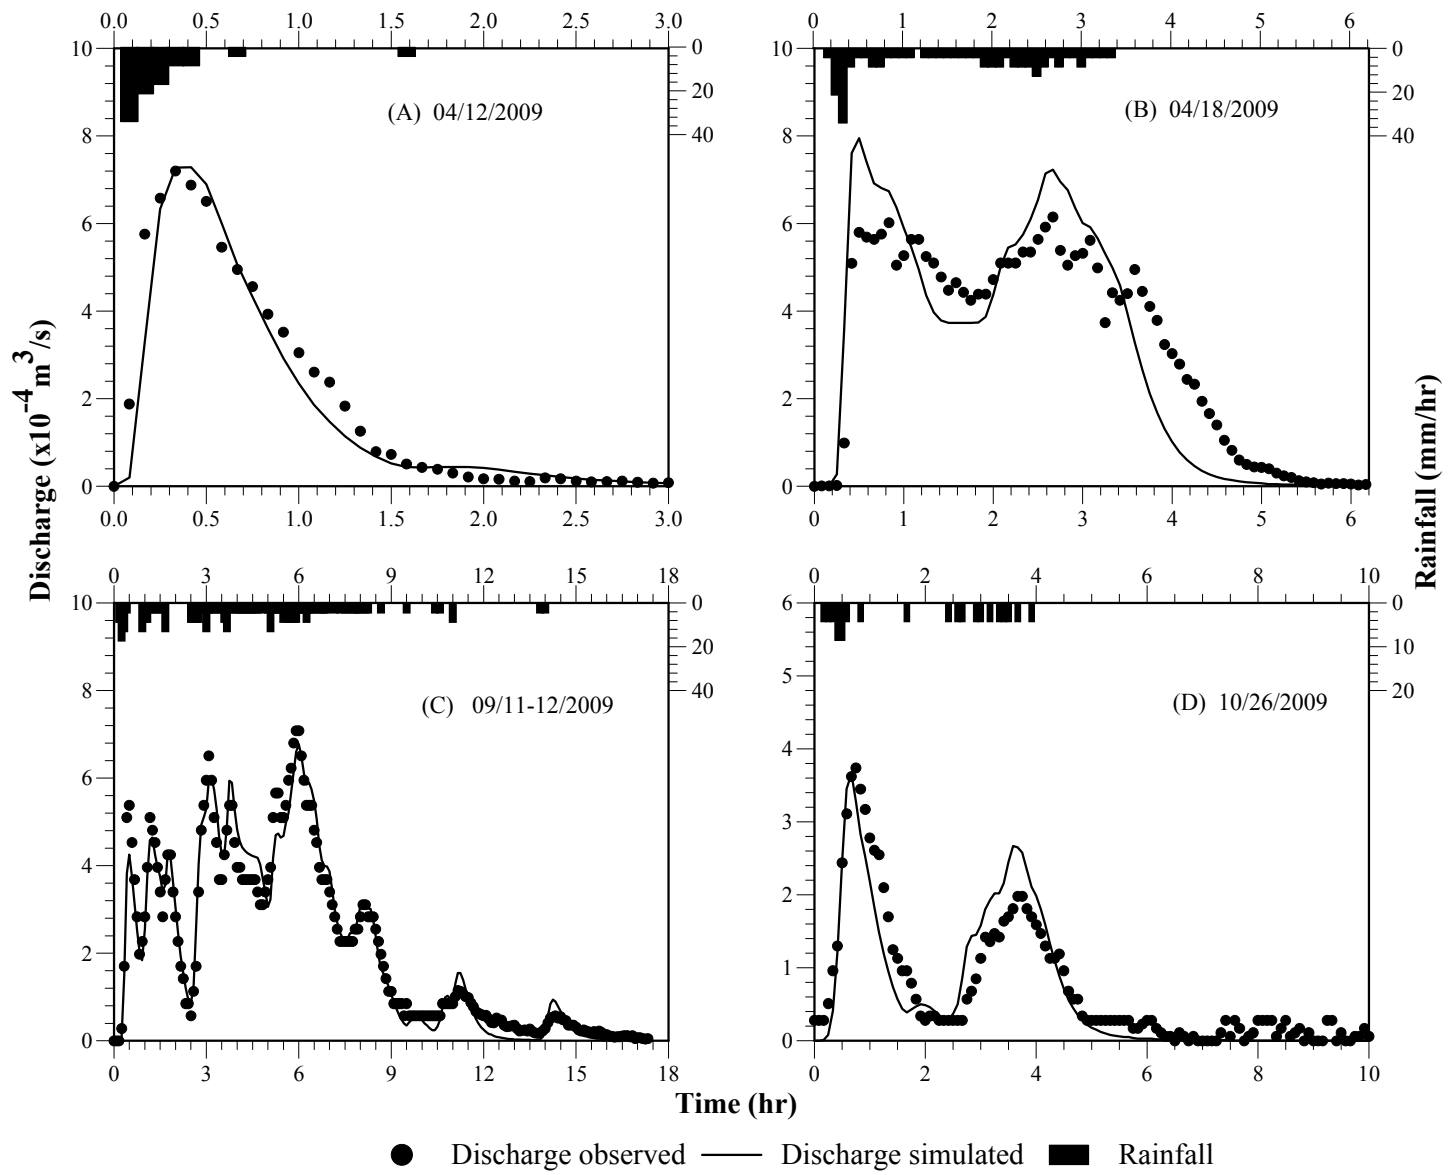 0.0 0.5 1.0 1.5 2.0 2.5 3.0
0 1 2 3 4 5 6
10 8 6 4 2 0
0 20 40
(A) 04/12/2009
10 8 6 4 2 0
0 20 40
(B) 04/18/2009
0.0 0.5 1.0 1.5 2.0 2.5 3.0
0 1 2 3 4 5 6
Discharge (x10-4 m3/s)
Rainfall (mm/hr)
0 3 6 9 12 15 18
0 2 4 6 8 10
10 8 6 4 2 0
0 20 40
(C) 09/11-12/2009
6 5 4 3 2 1 0
0 10 20
(D) 10/26/2009
0 3 6 9 12 15 18
0 2 4 6 8 10
Time (hr)
Discharge observed Discharge simulated Rainfall